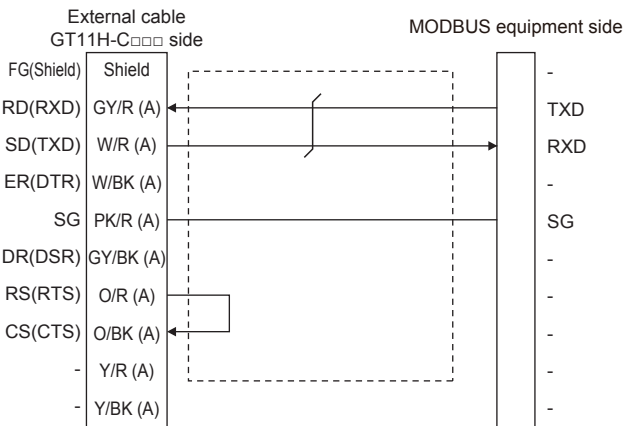 External cable
GT11H-C□□□ side
MODBUS equipment side
FG(Shield) Shield -
RD(RXD) GY/R (A) TXD
SD(TXD) W/R (A) RXD
ER(DTR) W/BK (A) -
SG PK/R (A) SG
DR(DSR) GY/BK (A) -
RS(RTS) O/R (A) -
CS(CTS) O/BK (A) -
- Y/R (A) -
- Y/BK (A) -